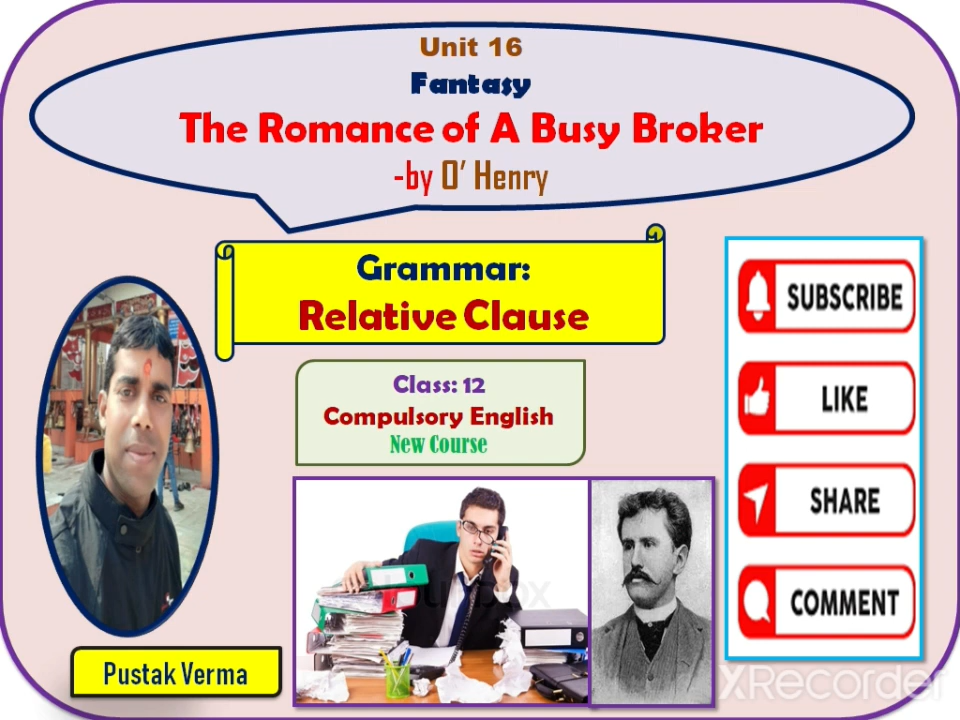 Unit 16
Fantasy
The Romance of A Busy Broker
-by O’ Henry
Grammar:
Relative Clause
Class: 12
Compulsory English
New Course
SUBSCRIBE
LIKE
SHARE
COMMENT
Pustak Verma
XRecorder